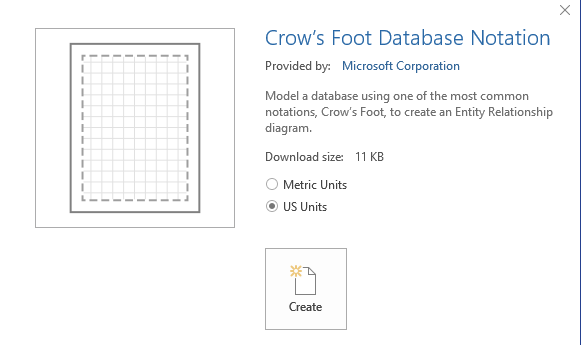 Crow's Foot Database Notation
Provided by: Microsoft Corporation
Model a database using one of the most common
notations, Crow's Foot, to create an Entity Relationship
diagram.
Download size: 11 KB
Metric Units
US Units
Create